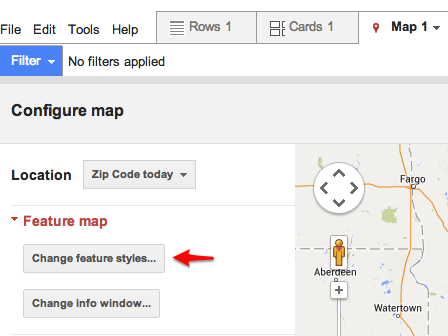 File Edit Tools Help
Rows 1
Cards 1
Map 1
Filter
No filters applied
Configure map
Location
Zip Code today
Feature map
Change feature styles...
Change info window...
Fargo
Aberdeen
Watertown